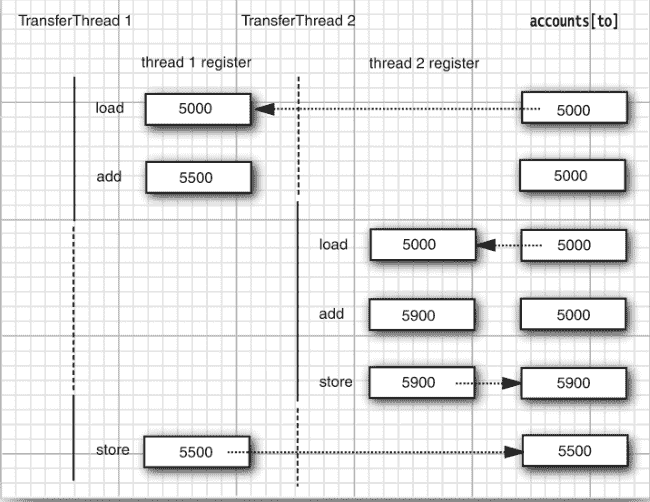 TransferThread 1 TransferThread 2 accounts[to]
thread 1 register thread 2 register
load 5000 5000
add 5500 5000
load 5000 5000
add 5900 5000
store 5900 5900
store 5500 5500